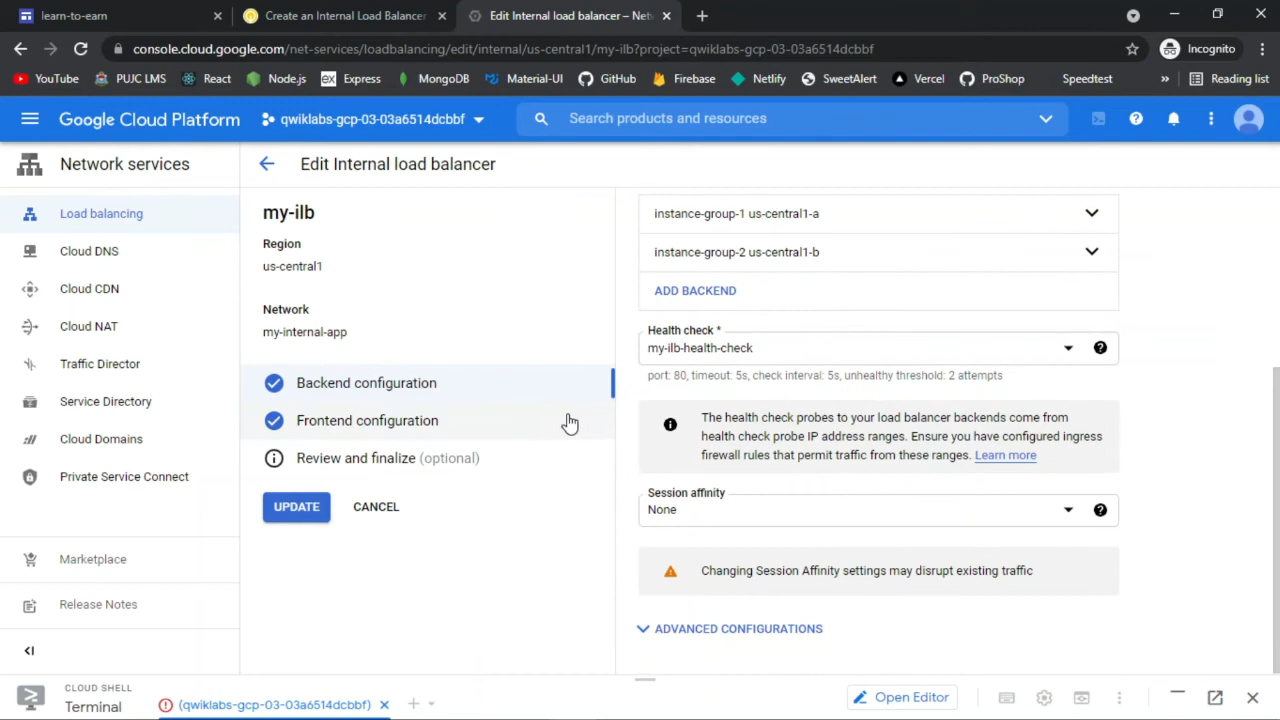 learn-to-earn
Create an Internal Load Balancer
Edit Internal load balancer – Netw
console.cloud.google.com/net-services/loadbalancing/edit/internal/us-central1/my-ilb?project=qwiklabs-gcp-03-03a6514dcbbf
Incognito
YouTube
PUJC LMS
React
Node.js
ex
Express
MongoDB
Material-UI
GitHub
Firebase
Netlify
SweetAlert
Vercel
ProShop
Speedtest
»
Reading list
Google Cloud Platform
qwiklabs-gcp-03-03a6514dcbbf
Search products and resources
Network services
Edit Internal load balancer
Load balancing
Cloud DNS
Cloud CDN
Cloud NAT
Traffic Director
Service Directory
Cloud Domains
Private Service Connect
Marketplace
Release Notes
my-ilb
Region
us-central1
Network
my-internal-app
Backend configuration
Frontend configuration
Review and finalize (optional)
UPDATE
CANCEL
instance-group-1 us-central1-a
instance-group-2 us-central1-b
ADD BACKEND
Health check *
my-ilb-health-check
port: 80, timeout: 5s, check interval: 5s, unhealthy threshold: 2 attempts
The health check probes to your load balancer backends come from
health check probe IP address ranges. Ensure you have configured ingress
firewall rules that permit traffic from these ranges. Learn more
Session affinity
None
Changing Session Affinity settings may disrupt existing traffic
ADVANCED CONFIGURATIONS
CLOUD SHELL
Terminal
(qwiklabs-gcp-03-03a6514dcbbf)
Open Editor